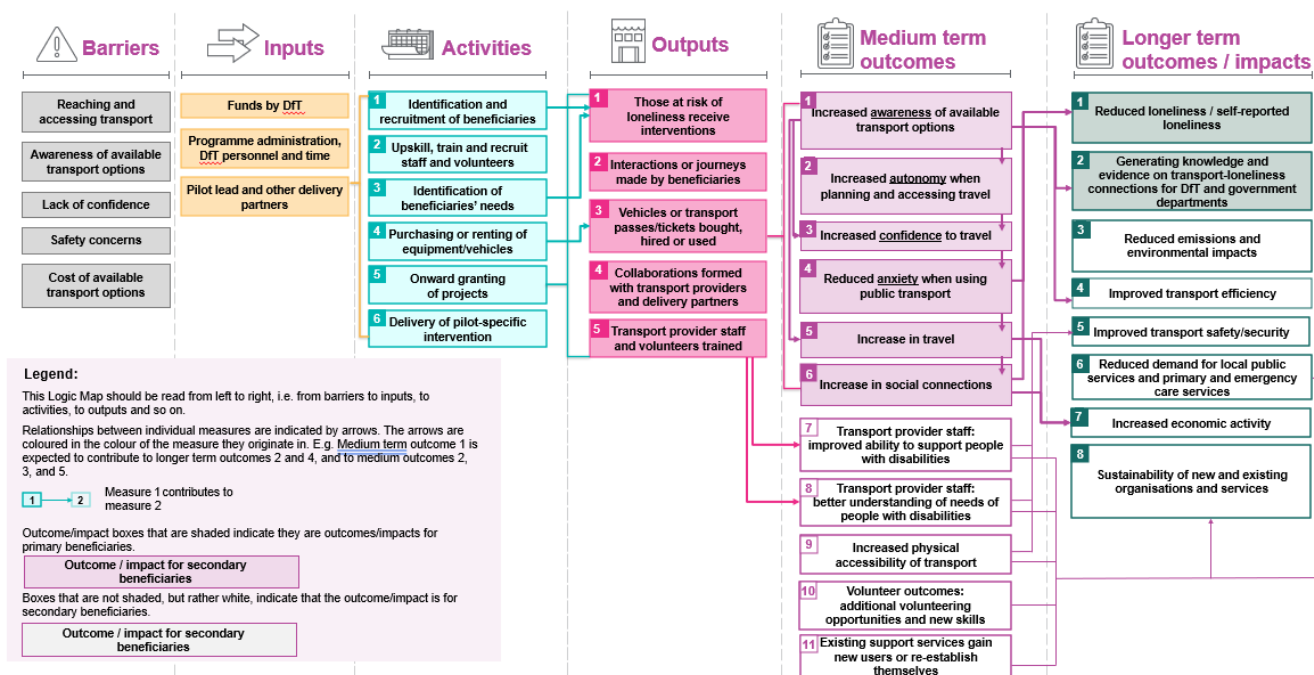 Barriers
Inputs
Activities
Outputs
Medium term
outcomes
Longer term
outcomes / impacts
Reaching and
accessing transport
Awareness of available
transport options
Lack of confidence
Safety concerns
Cost of available
transport options
Funds by DfT
Programme administration,
DfT personnel and time
Pilot lead and other delivery
partners
1
Identification and
recruitment of beneficiaries
2
Upskill, train and recruit
staff and volunteers
3
Identification of
beneficiaries' needs
4
Purchasing or renting of
equipment/vehicles
5
Onward granting
of projects
6
Delivery of pilot-specific
intervention
1
Those at risk of
loneliness receive
interventions
2
Interactions or journeys
made by beneficiaries
3
Vehicles or transport
passes/tickets bought,
hired or used
4
Collaborations formed
with transport providers
and delivery partners
5
Transport provider staff
and volunteers trained
1
Increased awareness of available
transport options
2
Increased autonomy when
planning and accessing travel
3
Increased confidence to travel
4
Reduced anxiety when using
public transport
5
Increase in travel
6
Increase in social connections
7
Transport provider staff:
improved ability to support people
with disabilities
8
Transport provider staff:
better understanding of needs of
people with disabilities
9
Increased physical
accessibility of transport
10
Volunteer outcomes:
additional volunteering
opportunities and new skills
11
Existing support services gain
new users or re-establish
themselves
1
Reduced loneliness / self-reported
loneliness
2
Generating knowledge and
evidence on transport-loneliness
connections for DfT and government
departments
3
Reduced emissions and
environmental impacts
4
Improved transport efficiency
5
Improved transport safety/security
6
Reduced demand for local public
services and primary and emergency
care services
7
Increased economic activity
8
Sustainability of new and existing
organisations and services
Legend:
This Logic Map should be read from left to right, i.e. from barriers to inputs, to
activities, to outputs and so on.
Relationships between individual measures are indicated by arrows. The arrows are
coloured in the colour of the measure they originate in. E.g. Medium term outcome 1 is
expected to contribute to longer term outcomes 2 and 4, and to medium outcomes 2,
3, and 5.
1
2
Measure 1 contributes to
measure 2
Outcome/impact boxes that are shaded indicate they are outcomes/impacts for
primary beneficiaries.
Outcome / impact for secondary
beneficiaries
Boxes that are not shaded, but rather white, indicate that the outcome/impact is for
secondary beneficiaries.
Outcome / impact for secondary
beneficiaries